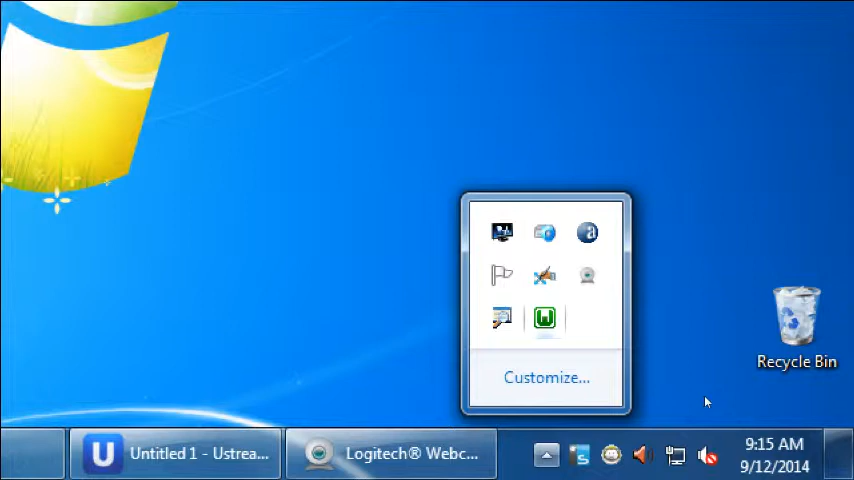 a
W
Customize...
Recycle Bin
U
Untitled 1 - Ustrea...
Logitech® Webc...
S
9:15 AM
9/12/2014